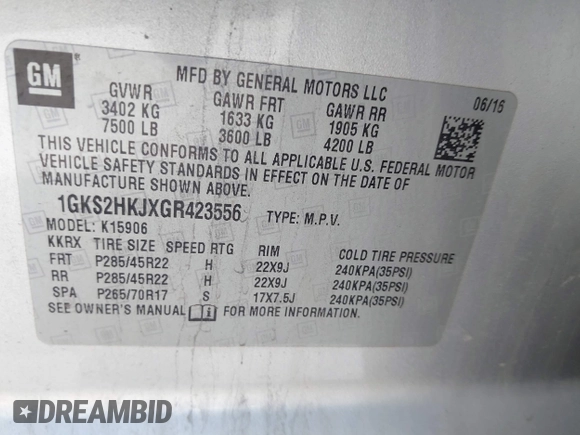 GM
MFD BY GENERAL MOTORS LLC
06/16
GVWR GAWR FRT GAWR RR
3402 KG 1633 KG 1905 KG
7500 LB 3600 LB 4200 LB
THIS VEHICLE CONFORMS TO ALL APPLICABLE U.S. FEDERAL MOTOR
VEHICLE SAFETY STANDARDS IN EFFECT ON THE DATE OF
MANUFACTURE SHOWN ABOVE.
1GKS2HKJXGR423556 TYPE: M.P.V.
MODEL: K15906
KKRX TIRE SIZE SPEED RTG RIM COLD TIRE PRESSURE
FRT P285/45R22 H 22X9J 240KPA(35PSI)
RR P285/45R22 H 22X9J 240KPA(35PSI)
SPA P265/70R17 S 17X7.5J 240KPA(35PSI)
SEE OWNER'S MANUAL FOR MORE INFORMATION.
DREAMBID